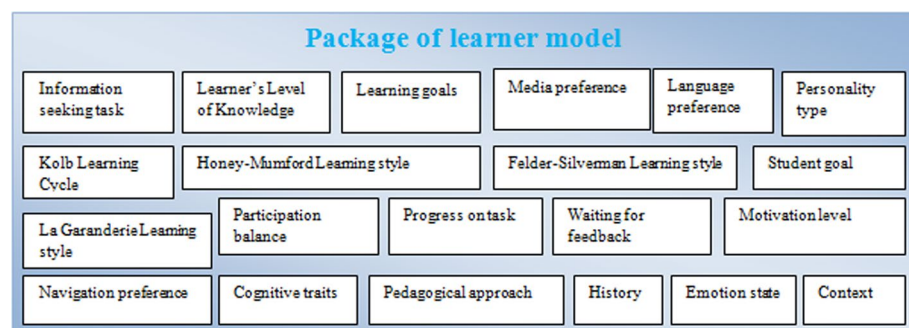 Package of learner model
Information
seeking task
Learner's Level
of Knowledge
Learning goals
Media preference
Language
preference
Personality
type
Kolb Learning
Cycle
Honey-Mumford Learning style
Felder-Silverman Learning style
Student goal
La Garanderie Learning
style
Participation
balance
Progress on task
Waiting for
feedback
Motivation level
Navigation preference
Cognitive traits
Pedagogical approach
History
Emotion state
Context